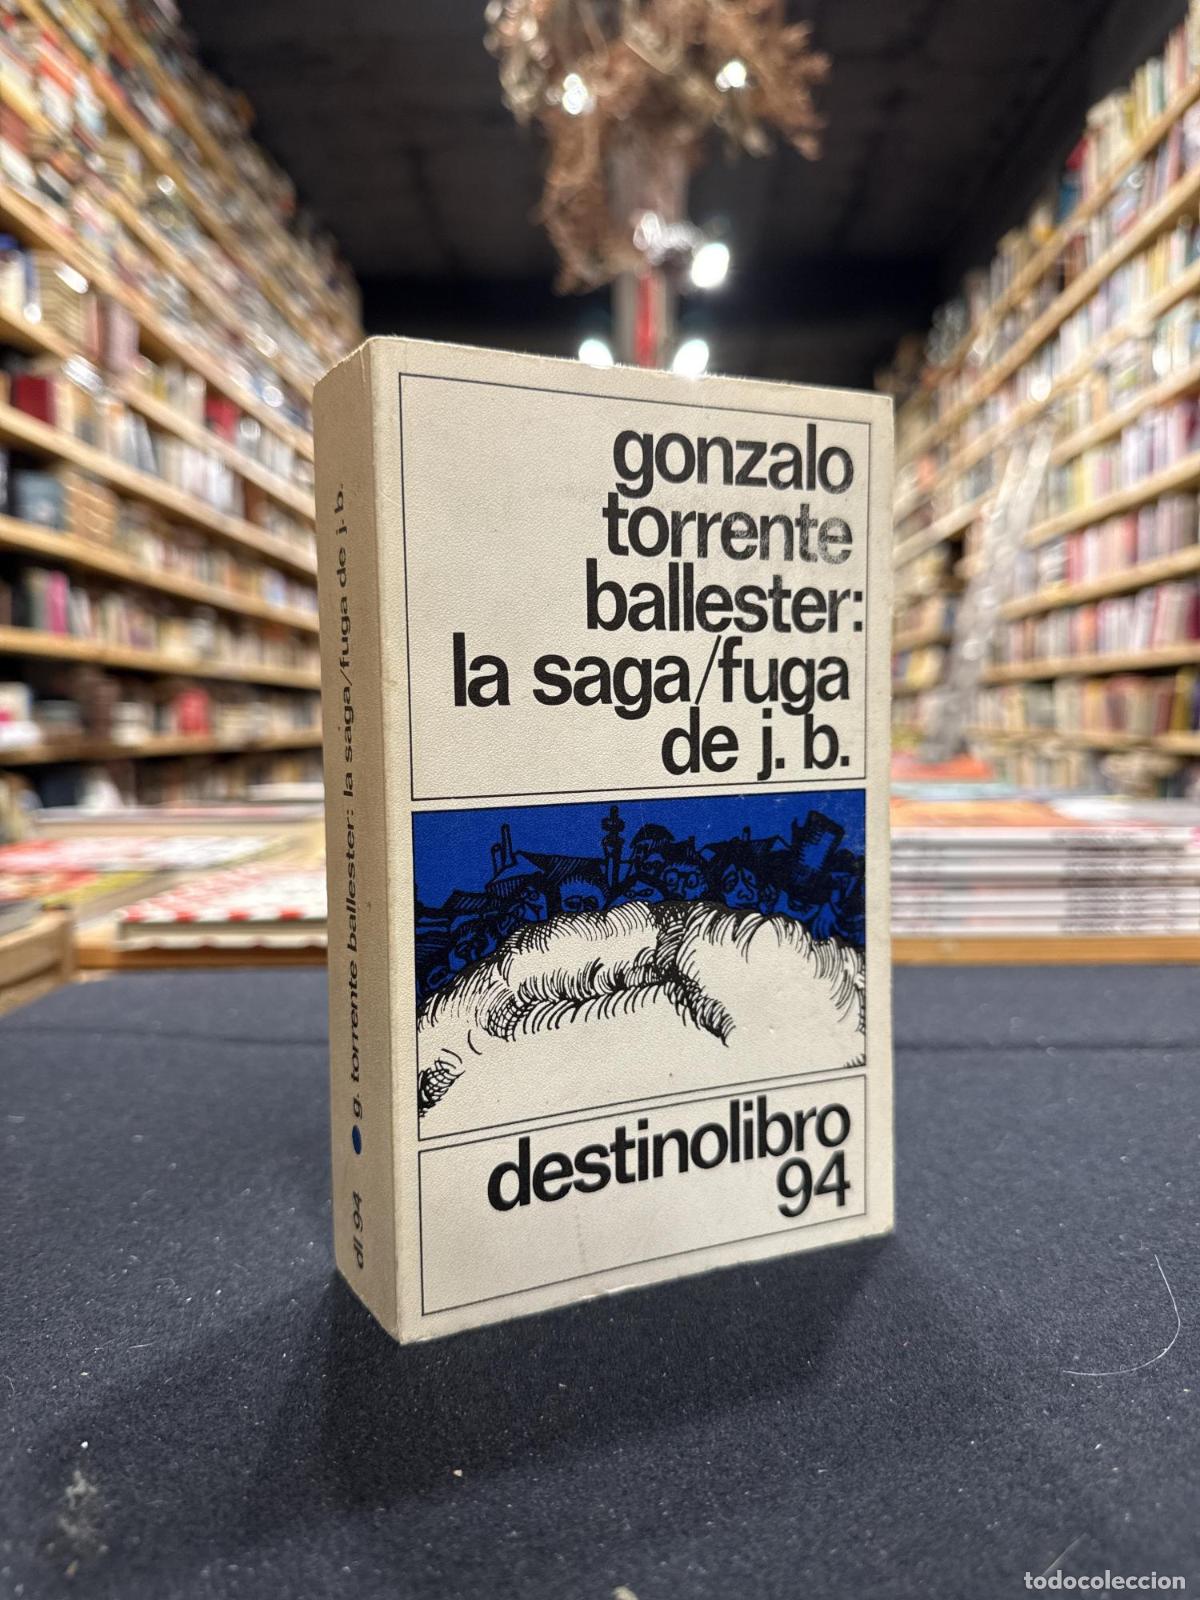 gonzalo
torrente
ballester:
la saga/fuga
de j. b.
destinolibro
94
dl 94 g. torrente ballester: la saga/fuga de j. b.
todocoleccion